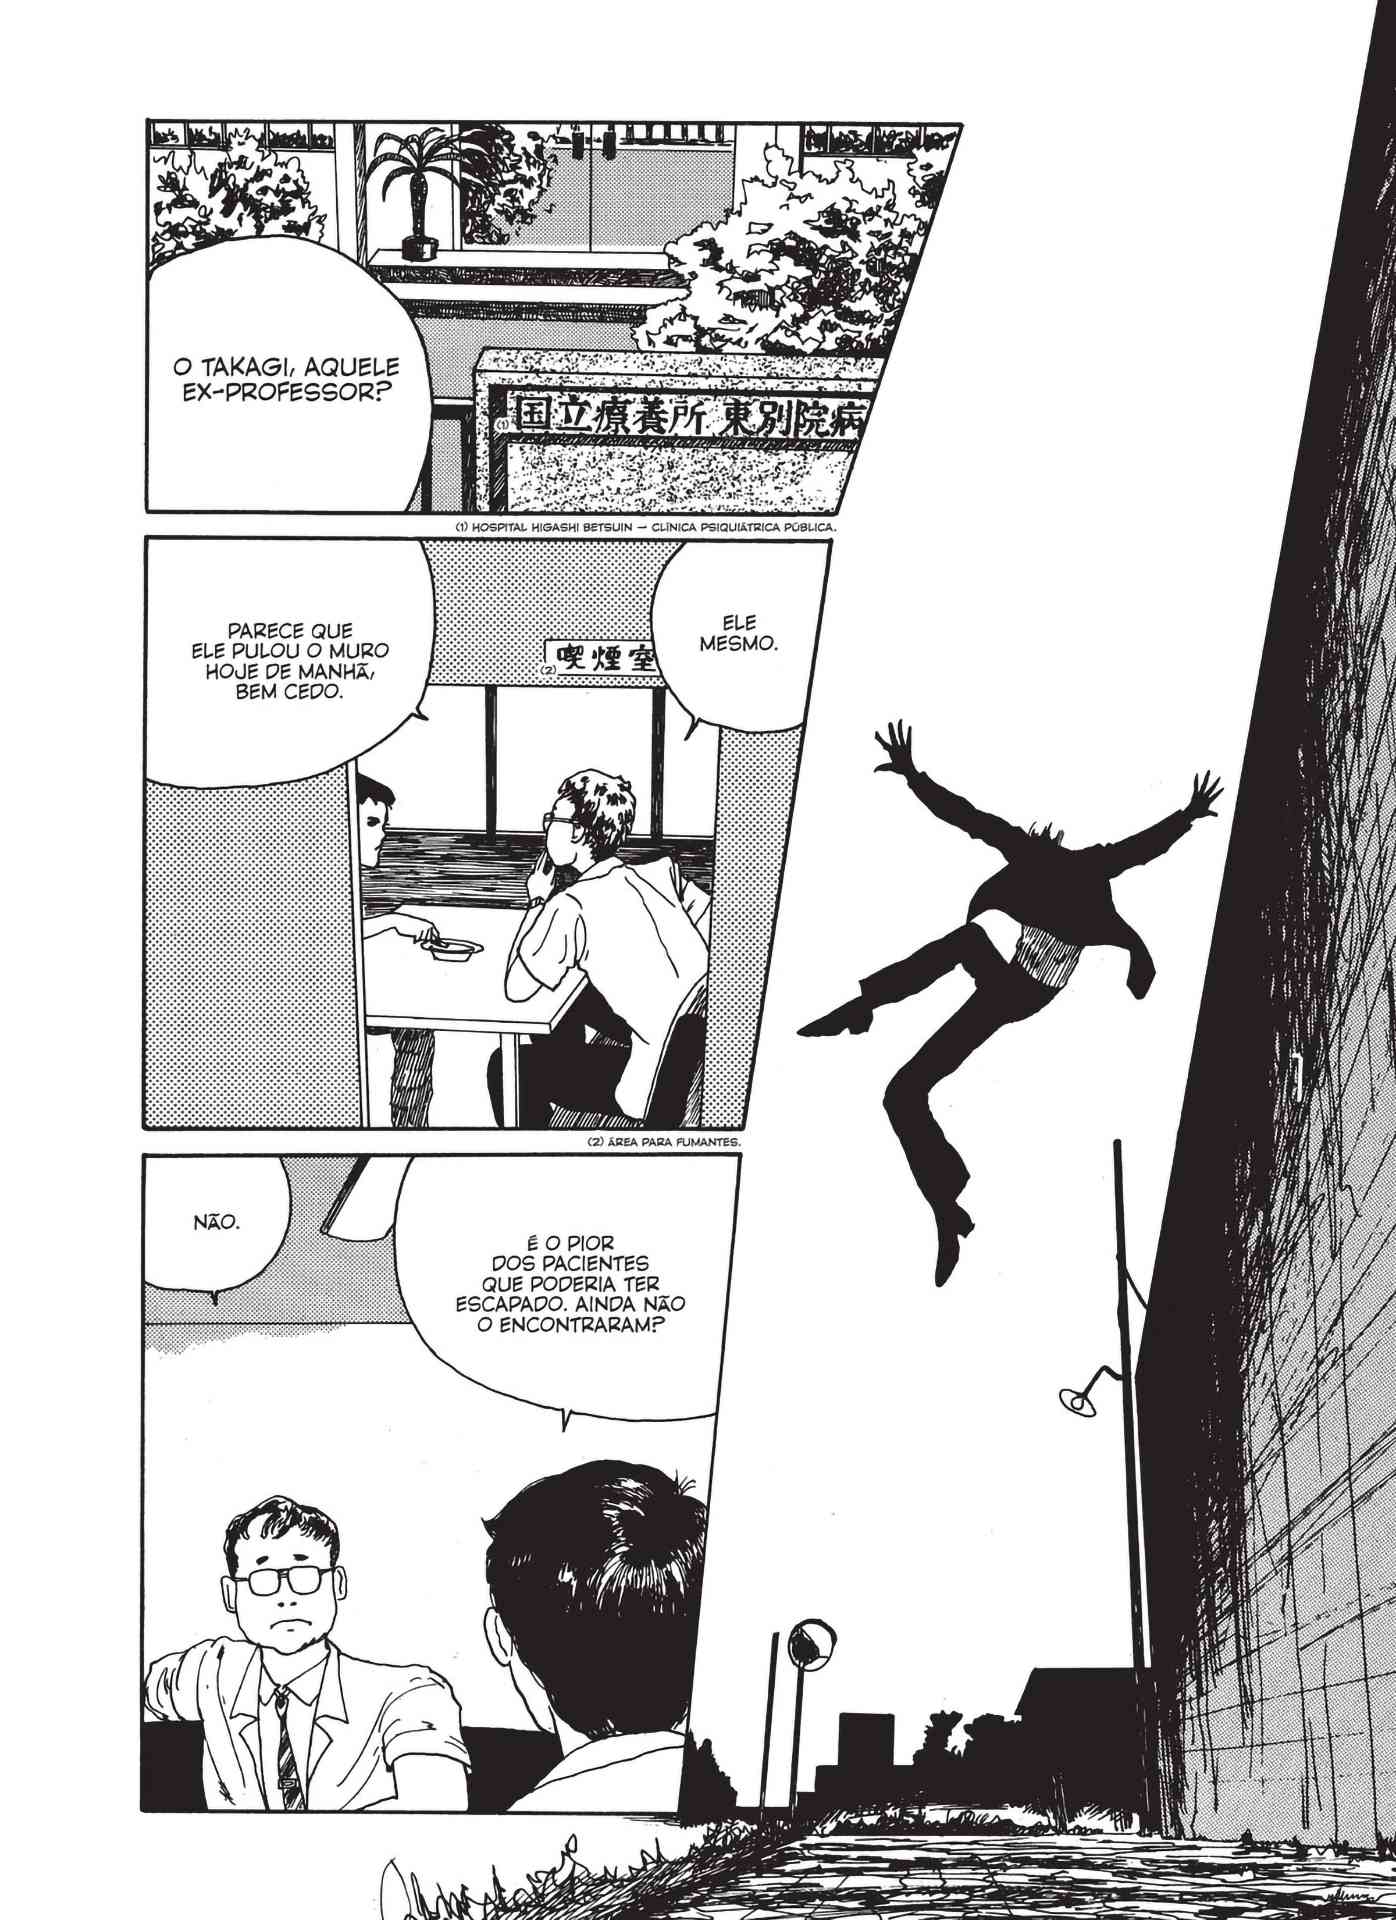 O TAKAGI, AQUELE
EX-PROFESSOR?
(1) 国立療養所 東別院病
(1) HOSPITAL HIGASHI BETSUIN — CLÍNICA PSIQUIÁTRICA PÚBLICA.
ELE
MESMO.
PARECE QUE
ELE PULOU O MURO
HOJE DE MANHÃ,
BEM CEDO.
(2) 喫煙室
(2) ÁREA PARA FUMANTES.
É O PIOR
DOS PACIENTES
QUE PODERIA TER
ESCAPADO. AINDA NÃO
O ENCONTRARAM?
NÃO.